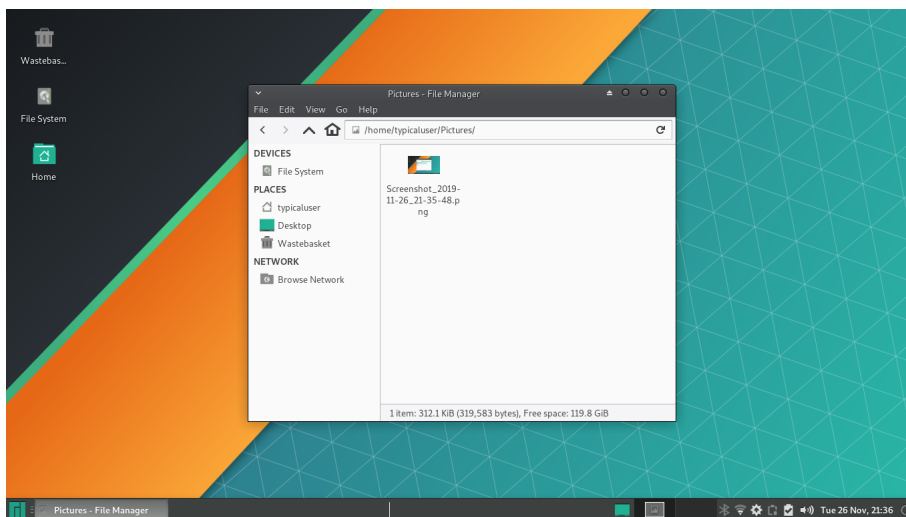 Wastebas...
File System
Home
Pictures - File Manager
File Edit View Go Help
/home/typicaluser/Pictures/
DEVICES
File System
PLACES
typicaluser
Desktop
Wastebasket
NETWORK
Browse Network
Screenshot_2019-
11-26_21-35-48.p
ng
1 item: 312.1 KiB (319,583 bytes), Free space: 119.8 GiB
Pictures - File Manager
Tue 26 Nov, 21:36